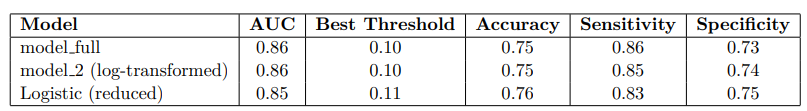 Model AUC Best Threshold Accuracy Sensitivity Specificity
model_full 0.86 0.10 0.75 0.86 0.73
model_2 (log-transformed) 0.86 0.10 0.75 0.85 0.74
Logistic (reduced) 0.85 0.11 0.76 0.83 0.75